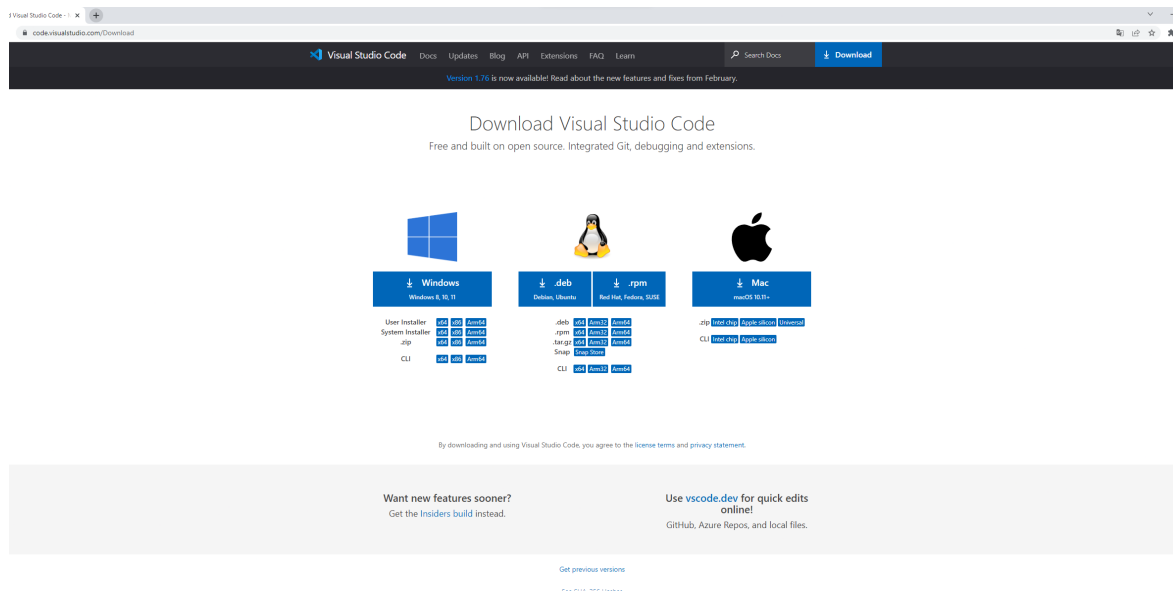 d Visual Studio Code -
code.visualstudio.com/Download
Visual Studio Code Docs Updates Blog API Extensions FAQ Learn Search Docs Download
Version 1.76 is now available! Read about the new features and fixes from February.
Download Visual Studio Code
Free and built on open source. Integrated Git, debugging and extensions.
Windows
Windows 8, 10, 11
User Installer x64 x86 Arm64
System Installer x64 x86 Arm64
.zip x64 x86 Arm64
CLI x64 x86 Arm64
.deb
Debian, Ubuntu
.rpm
Red Hat, Fedora, SUSE
.deb x64 Arm32 Arm64
.rpm x64 Arm32 Arm64
.tar.gz x64 Arm32 Arm64
Snap Snap Store
CLI x64 Arm32 Arm64
Mac
macOS 10.11+
.zip Intel chip Apple silicon Universal
CLI Intel chip Apple silicon
By downloading and using Visual Studio Code, you agree to the license terms and privacy statement.
Want new features sooner?
Get the Insiders build instead.
Use vscode.dev for quick edits
online!
GitHub, Azure Repos, and local files.
Get previous versions